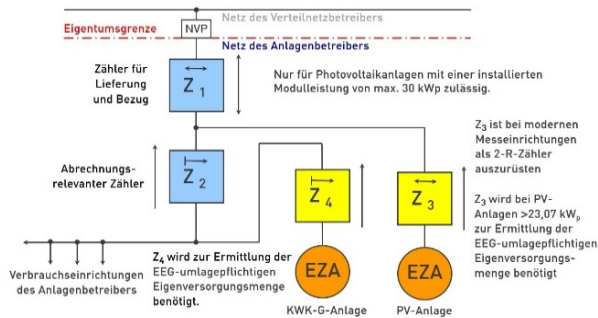 Netz des Verteilnetzbetreibers
Eigentumsgrenze
NVP
Netz des Anlagenbetreibers
Zähler für
Lieferung
und Bezug
Z1
Nur für Photovoltaikanlagen mit einer installierten
Modulleistung von max. 30 kWp zulässig.
Z3 ist bei modernen
Messeinrichtungen
als 2-R-Zähler
auszurüsten
Abrechnungs-
relevanter Zähler
Z2
Z4
Z3
Z3 wird bei PV-
Anlagen >23,07 kWp
zur Ermittlung der
EEG-umlagepflichtigen
Eigenversorgungs-
menge benötigt
Z4 wird zur Ermittlung der
EEG-umlagepflichtigen
Eigenversorgungsmenge
benötigt.
EZA
EZA
Verbrauchseinrichtungen
des Anlagenbetreibers
KWK-G-Anlage
PV-Anlage